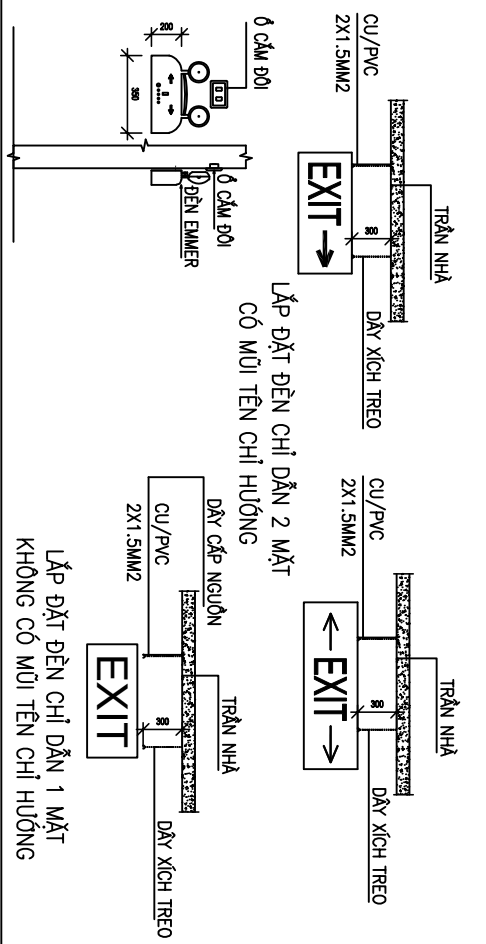 TRẦN NHÀ
CU/PVC
2X1.5MM2
300
DÂY XÍCH TREO
EXIT →
TRẦN NHÀ
CU/PVC
2X1.5MM2
300
DÂY XÍCH TREO
← EXIT →
LẮP ĐẶT ĐÈN CHỈ DẪN 2 MẶT
CÓ MŨI TÊN CHỈ HƯỚNG
Ổ CẮM ĐÔI
200
350
Ổ CẮM ĐÔI
ĐÈN EMMER
DÂY CẤP NGUỒN
CU/PVC
2X1.5MM2
TRẦN NHÀ
300
DÂY XÍCH TREO
EXIT
LẮP ĐẶT ĐÈN CHỈ DẪN 1 MẶT
KHÔNG CÓ MŨI TÊN CHỈ HƯỚNG